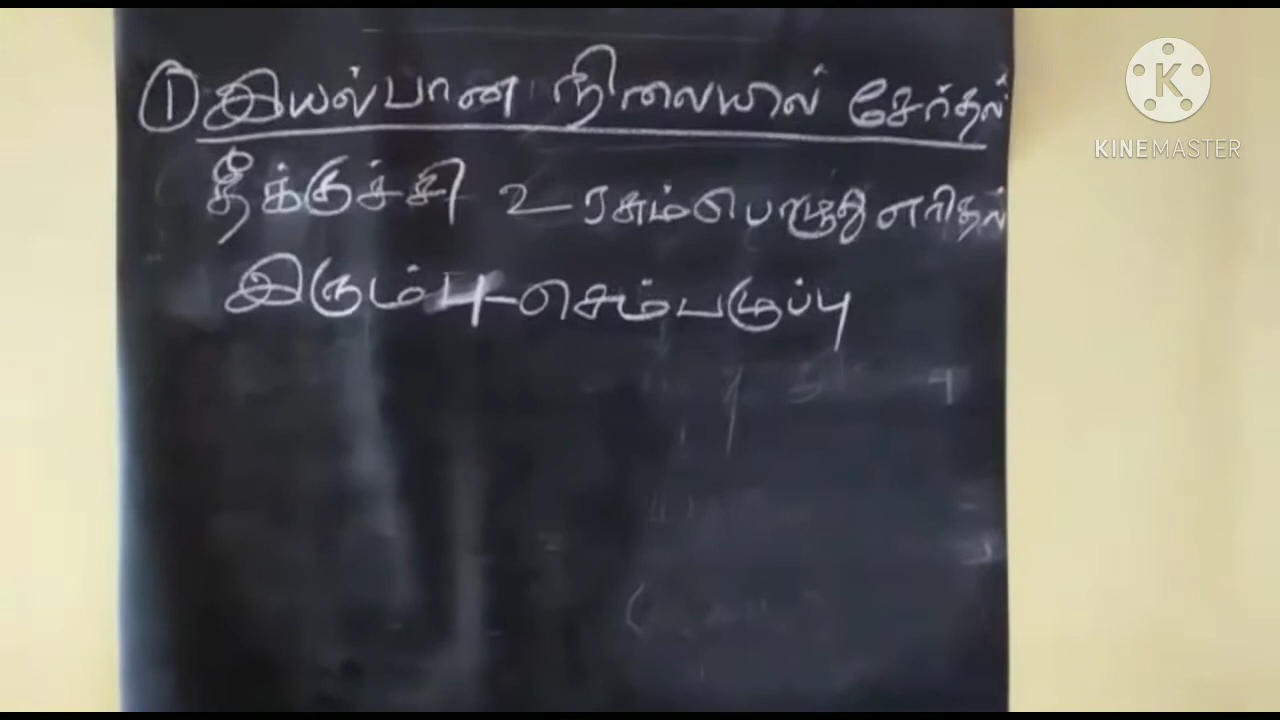 ① இயல்பான நிலையில் சேர்தல்
தீக்குச்சி உரசும்பொழுது எரிதல்
இரும்பு - செம்பழுப்பு
K
KINEMASTER